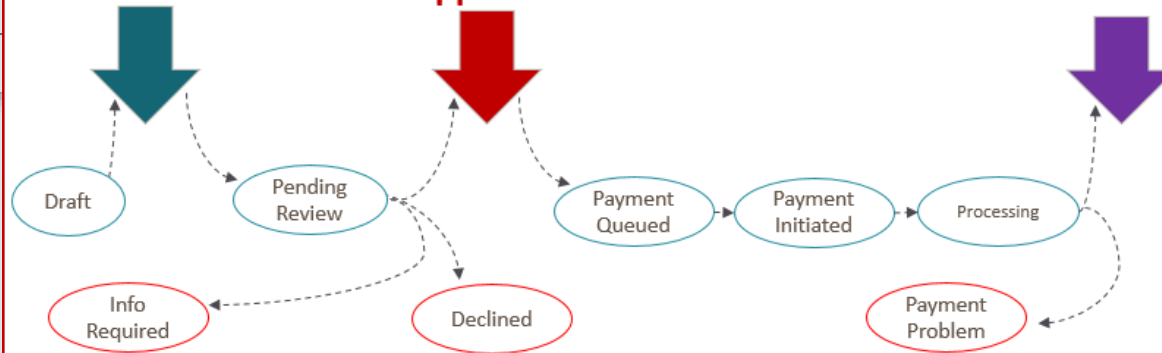 Draft
Pending
Review
Payment
Queued
Payment
Initiated
Processing
Info
Required
Declined
Payment
Problem